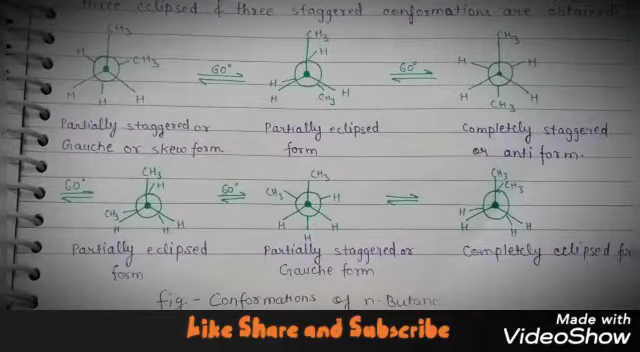 three eclipsed & three staggered conformations are obtained
CH3
H
CH3
H
H
H
60°
CH3
H
H
H
CH3
H
60°
CH3
H
H
H
H
CH3
Partially staggered or
Gauche or skew form.
Partially eclipsed
form
Completely staggered
or anti form.
60°
CH3
H
CH3
H
H
H
60°
CH3
CH3
H
H
H
H
CH3
CH3
H
H
H
H
Partially eclipsed
form
Partially staggered or
Gauche form
Completely eclipsed
fig - Conformations of n-Butane
Like Share and Subscribe
Made with
VideoShow